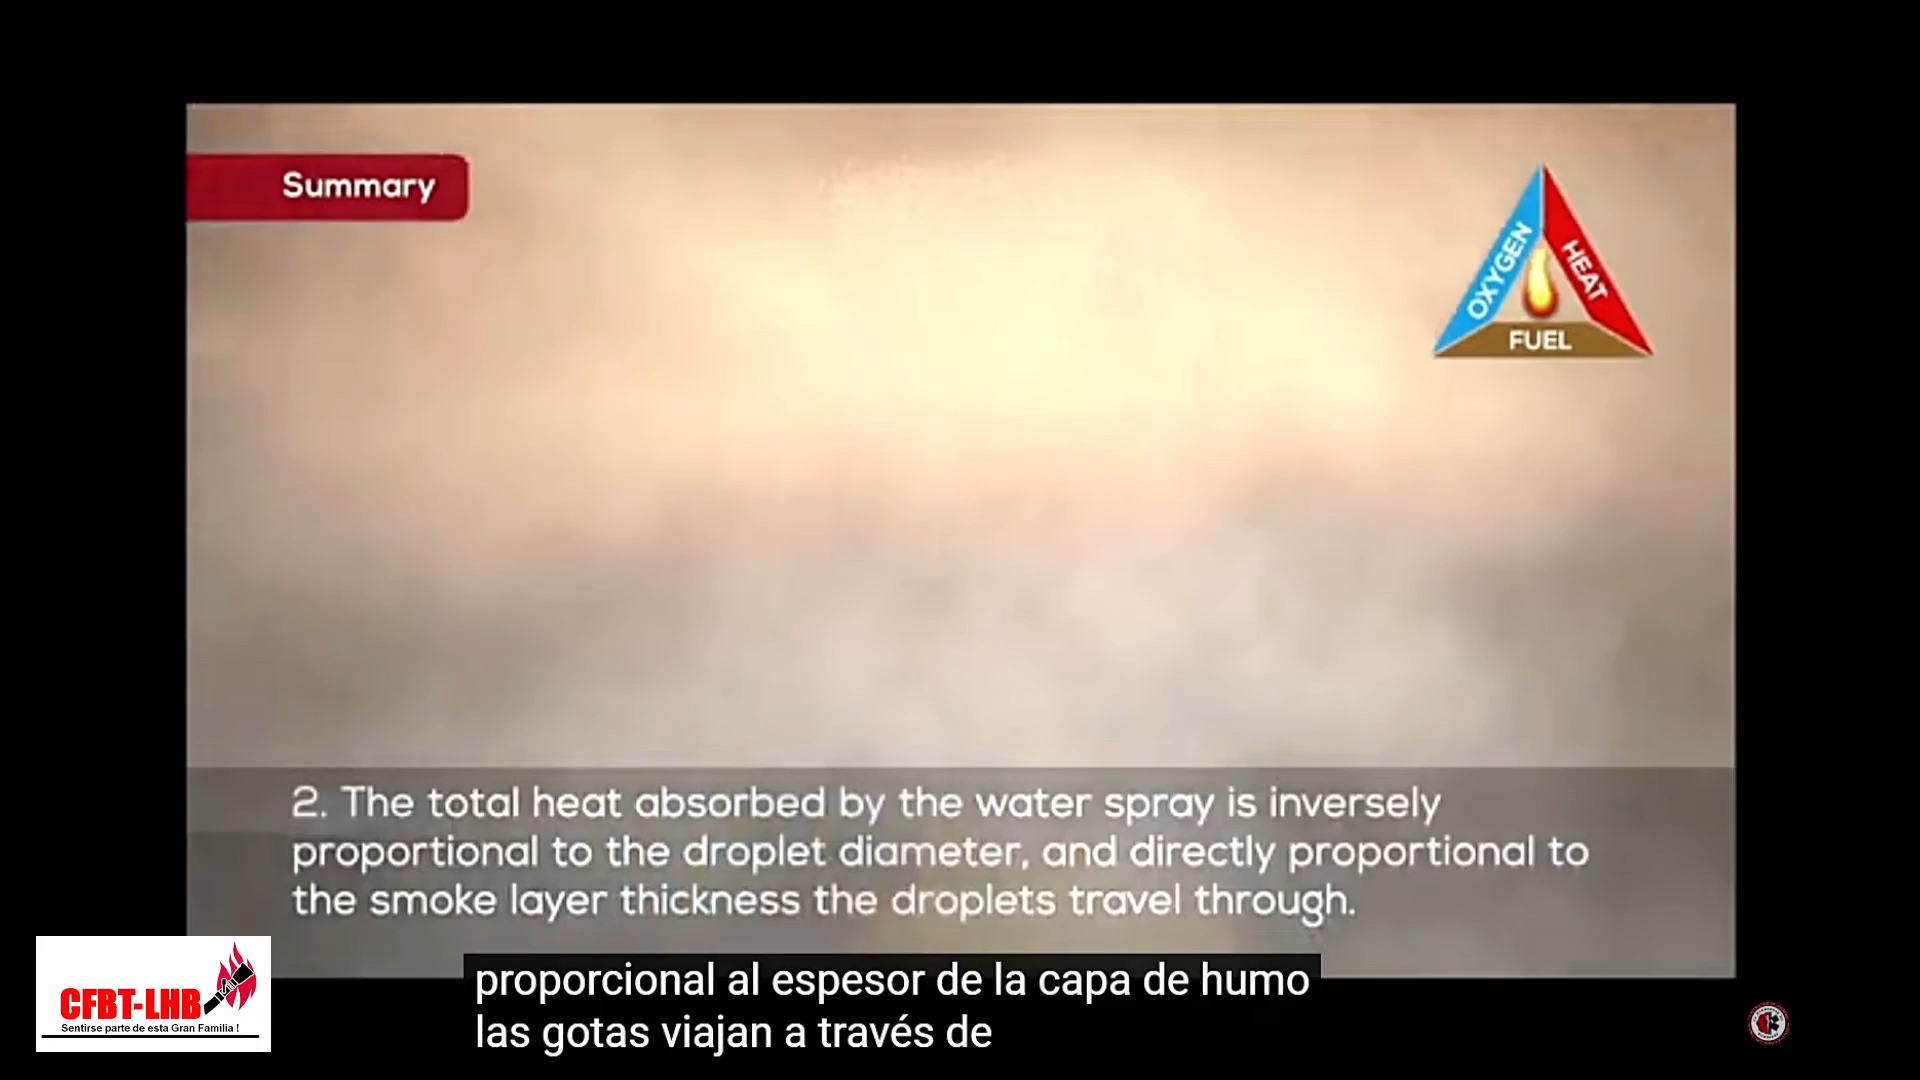 Summary
OXYGEN
HEAT
FUEL
2. The total heat absorbed by the water spray is inversely
proportional to the droplet diameter, and directly proportional to
the smoke layer thickness the droplets travel through.
proporcional al espesor de la capa de humo
las gotas viajan a través de
CFBT-LHB
Sentirse parte de esta Gran Familia !